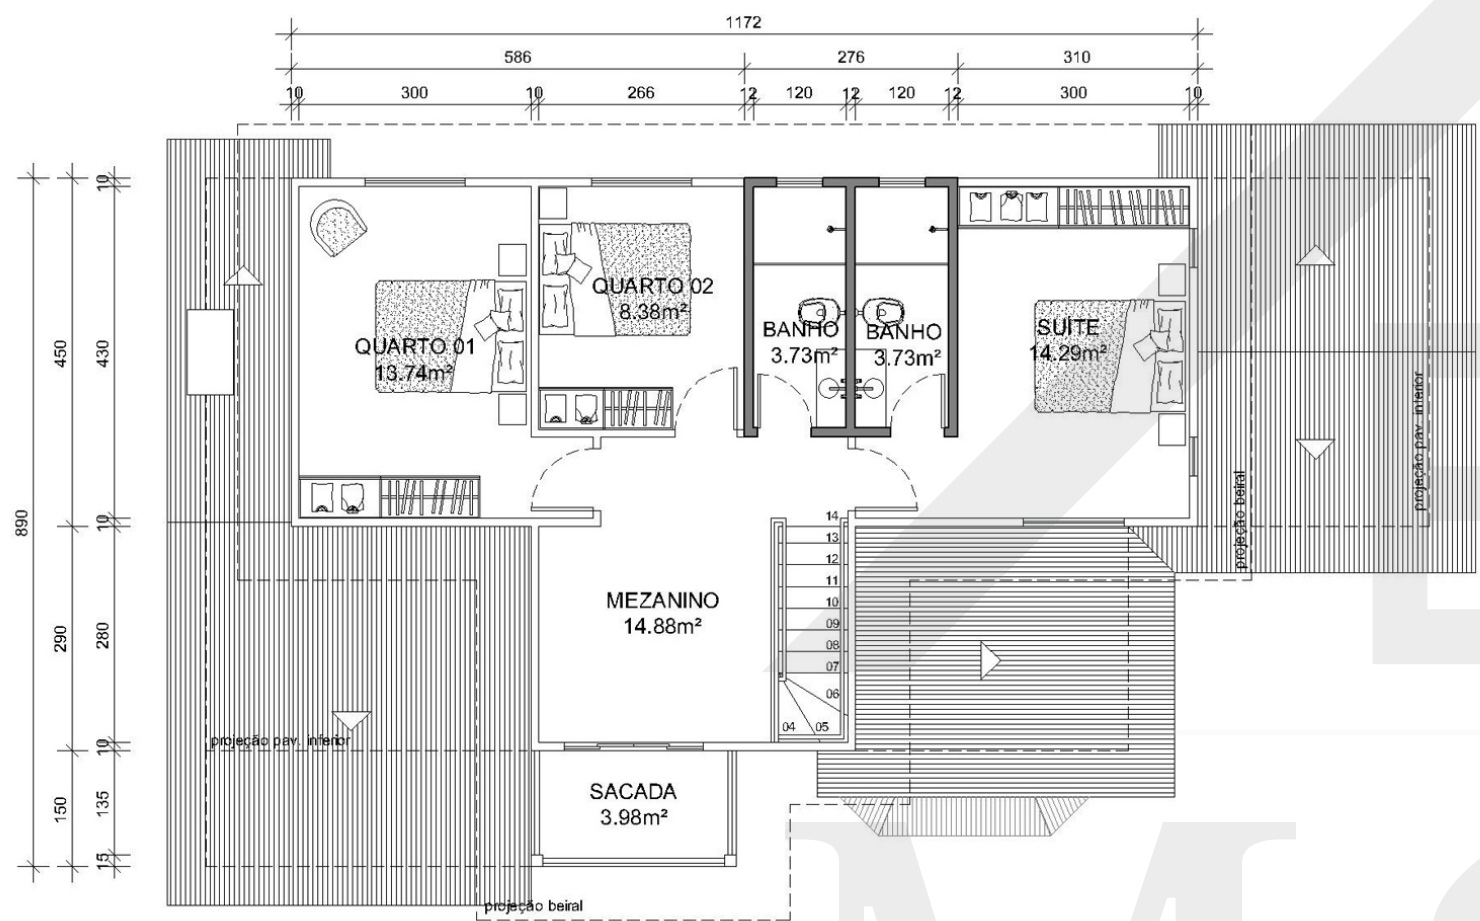 1172
586 276 310
10 300 10 266 12 120 12 120 12 300 10
10
450
430
890
10
290
280
10
150
135
15
QUARTO 01
13.74m²
QUARTO 02
8.38m²
BANHO
3.73m²
BANHO
3.73m²
SUÍTE
14.29m²
projeção pav. inferior
projeção beiral
14
13
12
11
10
09
08
07
06
04 05
MEZANINO
14.88m²
projeção pav. inferior
SACADA
3.98m²
projeção beiral